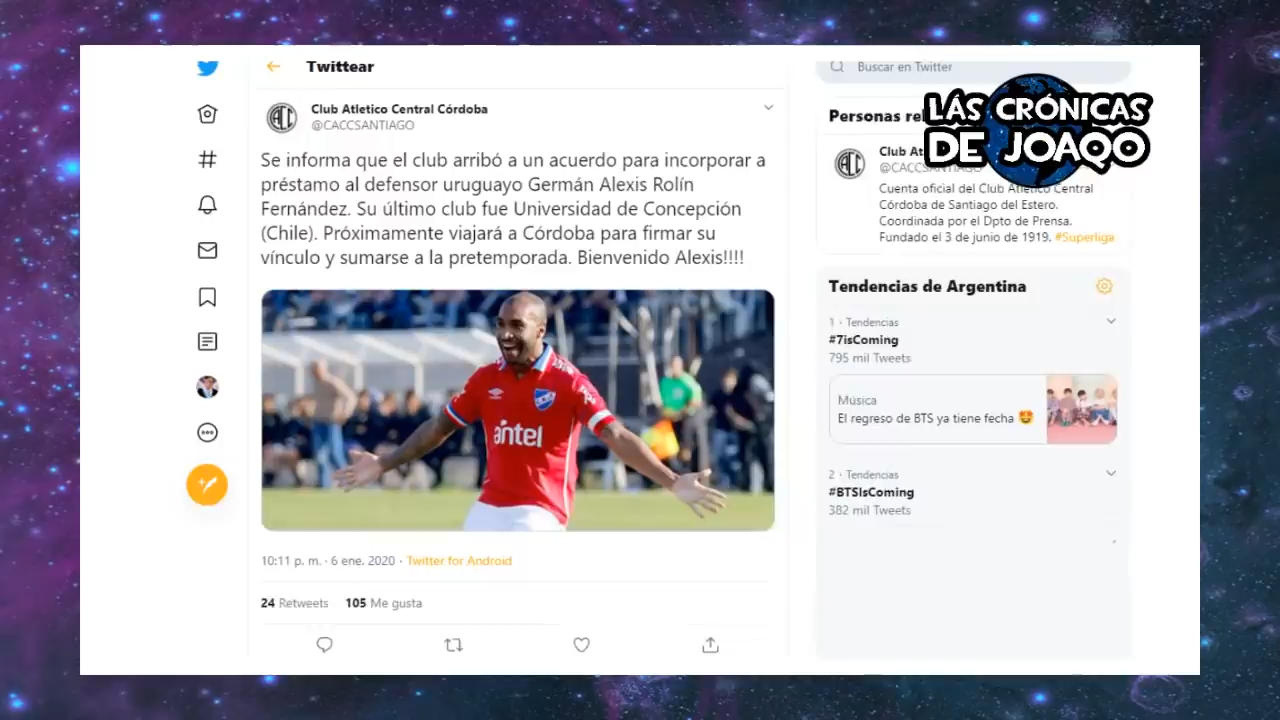 Twittear
Club Atletico Central Córdoba
@CACCSANTIAGO
Se informa que el club arribó a un acuerdo para incorporar a
préstamo al defensor uruguayo Germán Alexis Rolín
Fernández. Su último club fue Universidad de Concepción
(Chile). Próximamente viajará a Córdoba para firmar su
vínculo y sumarse a la pretemporada. Bienvenido Alexis!!!!
antel
10:11 p. m. · 6 ene. 2020 · Twitter for Android
24 Retweets 105 Me gusta
Buscar en Twitter
LÁS CRÓNICAS
DE JOAQO
Personas rel
Club At
@CACCSANTIAGO
Cuenta oficial del Club Atlético Central
Córdoba de Santiago del Estero.
Coordinada por el Dpto de Prensa.
Fundado el 3 de junio de 1919. #Superliga
Tendencias de Argentina
1 · Tendencias
#7isComing
795 mil Tweets
Música
El regreso de BTS ya tiene fecha 😍
2 · Tendencias
#BTSIsComing
382 mil Tweets